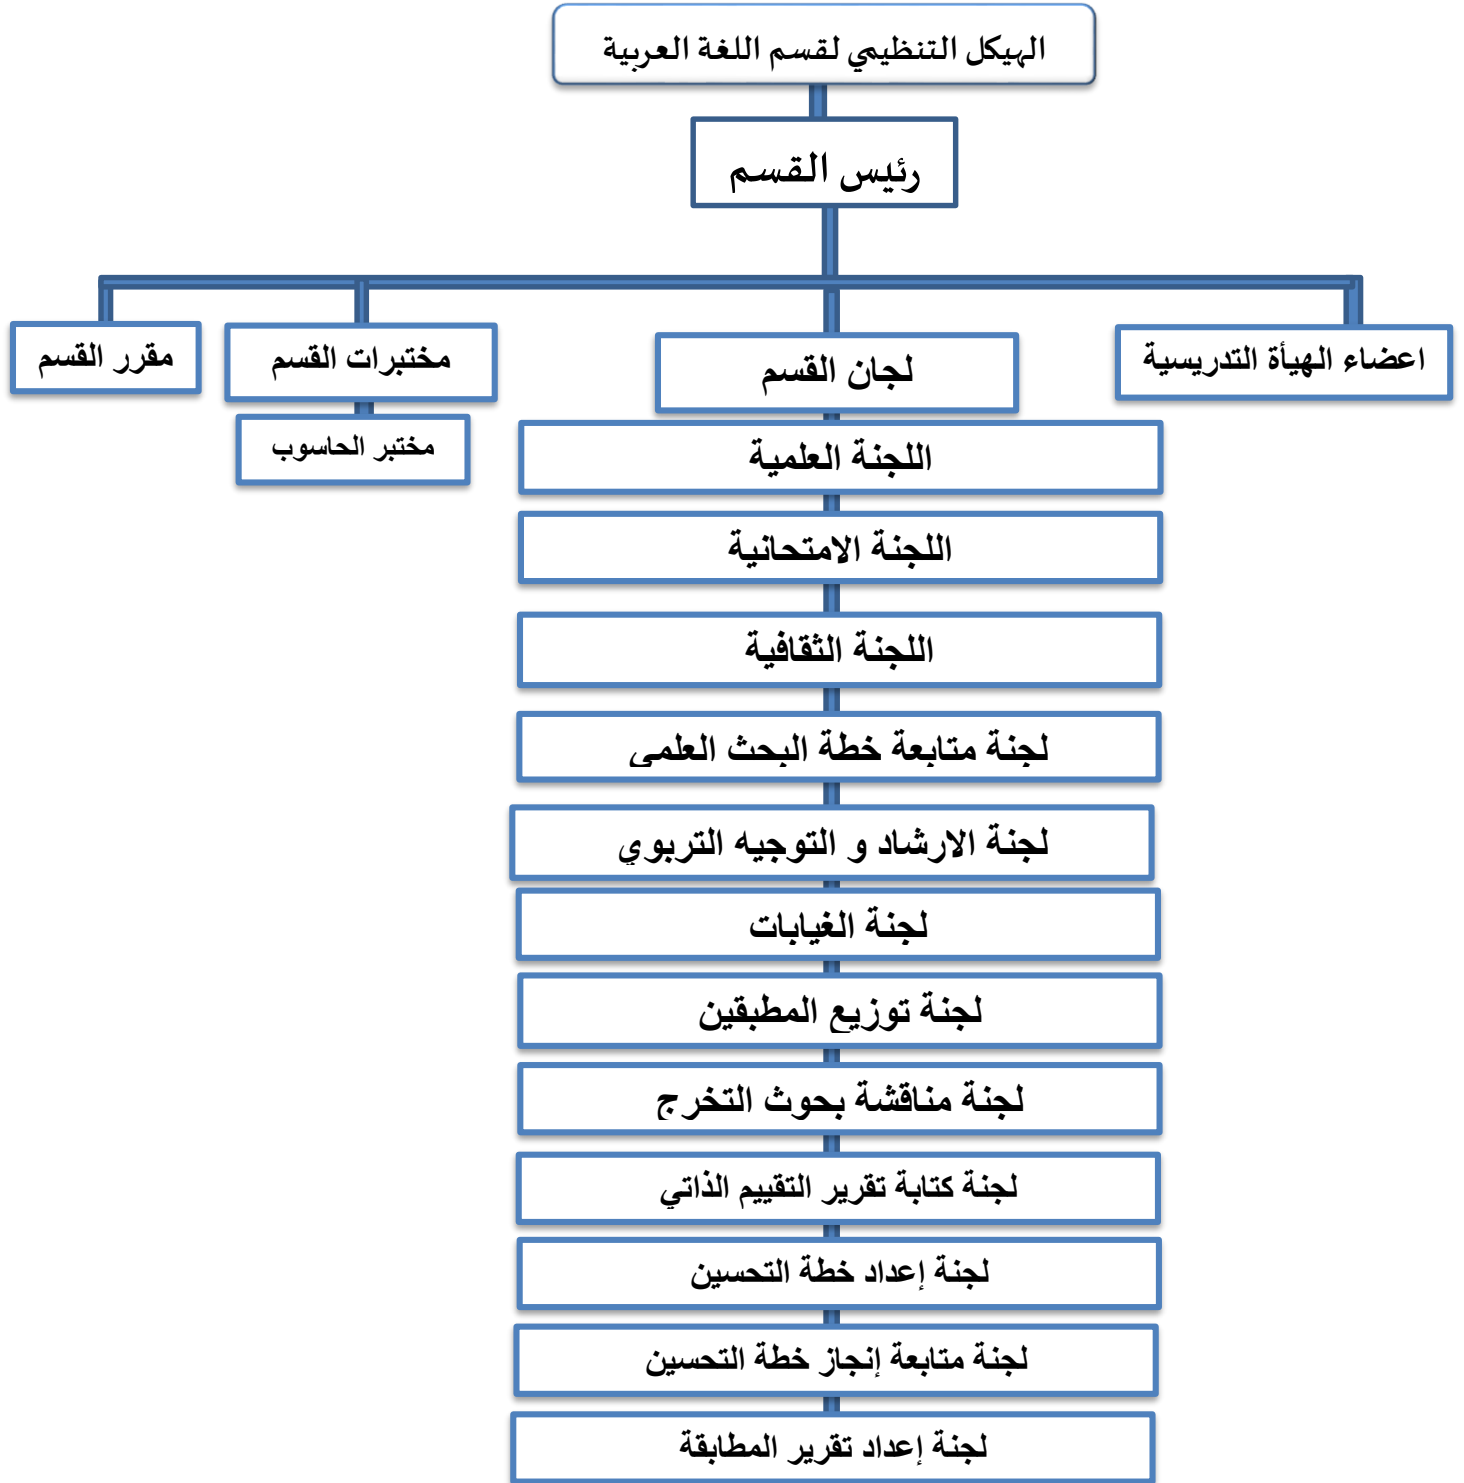 الهيكل التنظيمي لقسم اللغة العربية
رئيس القسم
اعضاء الهيأة التدريسية
لجان القسم
مختبرات القسم
مقرر القسم
مختبر الحاسوب
اللجنة العلمية
اللجنة الامتحانية
اللجنة الثقافية
لجنة متابعة خطة البحث العلمي
لجنة الارشاد و التوجيه التربوي
لجنة الغيابات
لجنة توزيع المطبقين
لجنة مناقشة بحوث التخرج
لجنة كتابة تقرير التقييم الذاتي
لجنة إعداد خطة التحسين
لجنة متابعة إنجاز خطة التحسين
لجنة إعداد تقرير المطابقة